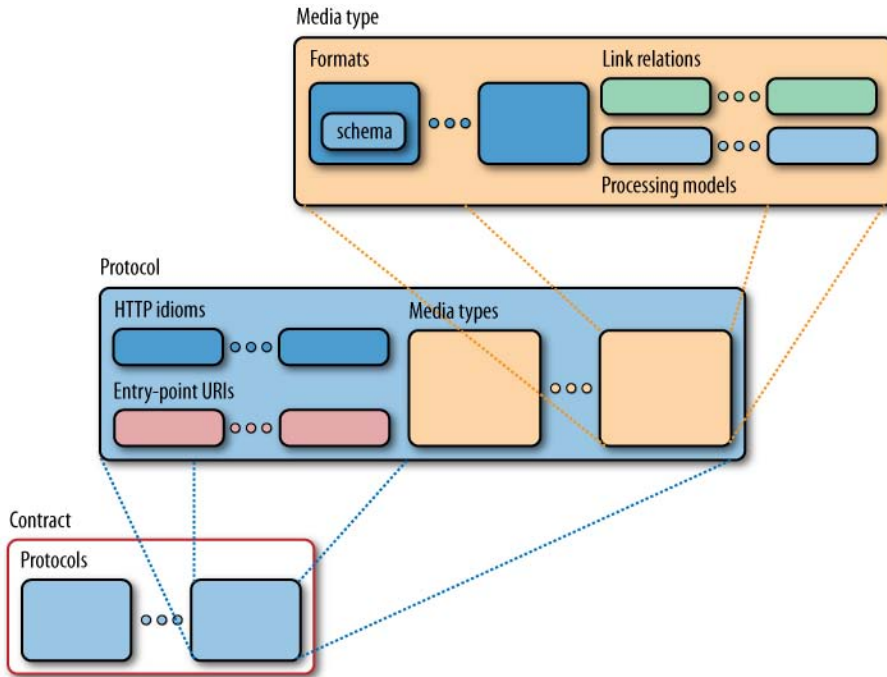 Media type
Formats
Link relations
schema
Processing models
Protocol
HTTP idioms
Media types
Entry-point URIs
Contract
Protocols